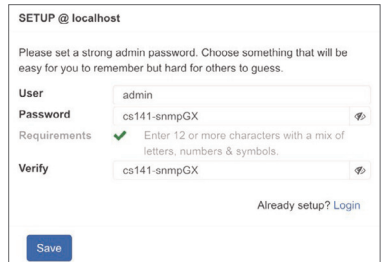 SETUP @ localhost
Please set a strong admin password. Choose something that will be
easy for you to remember but hard for others to guess.
User admin
Password cs141-snmpGX
Requirements Enter 12 or more characters with a mix of
letters, numbers & symbols.
Verify cs141-snmpGX
Already setup? Login
Save